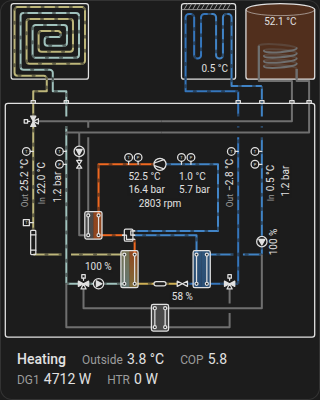 52.1 °C
0.5 °C
Out 25.2 °C
In 22.0 °C
1.2 bar
52.5 °C 1.0 °C
16.4 bar 5.7 bar
2803 rpm
Out −2.8 °C
In 0.5 °C
1.2 bar
100 %
100 %
58 %
Heating Outside 3.8 °C COP 5.8
DG1 4712 W HTR 0 W